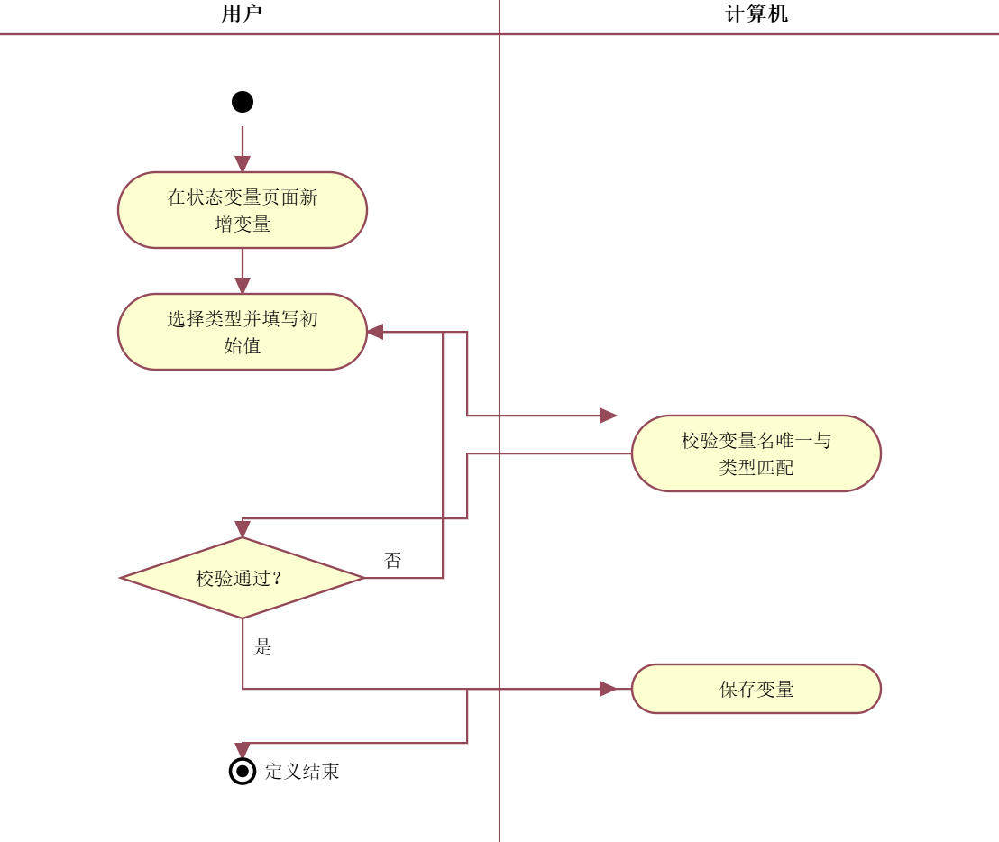 用户
计算机
在状态变量页面新
增变量
选择类型并填写初
始值
校验变量名唯一与
类型匹配
校验通过？
否
是
保存变量
定义结束